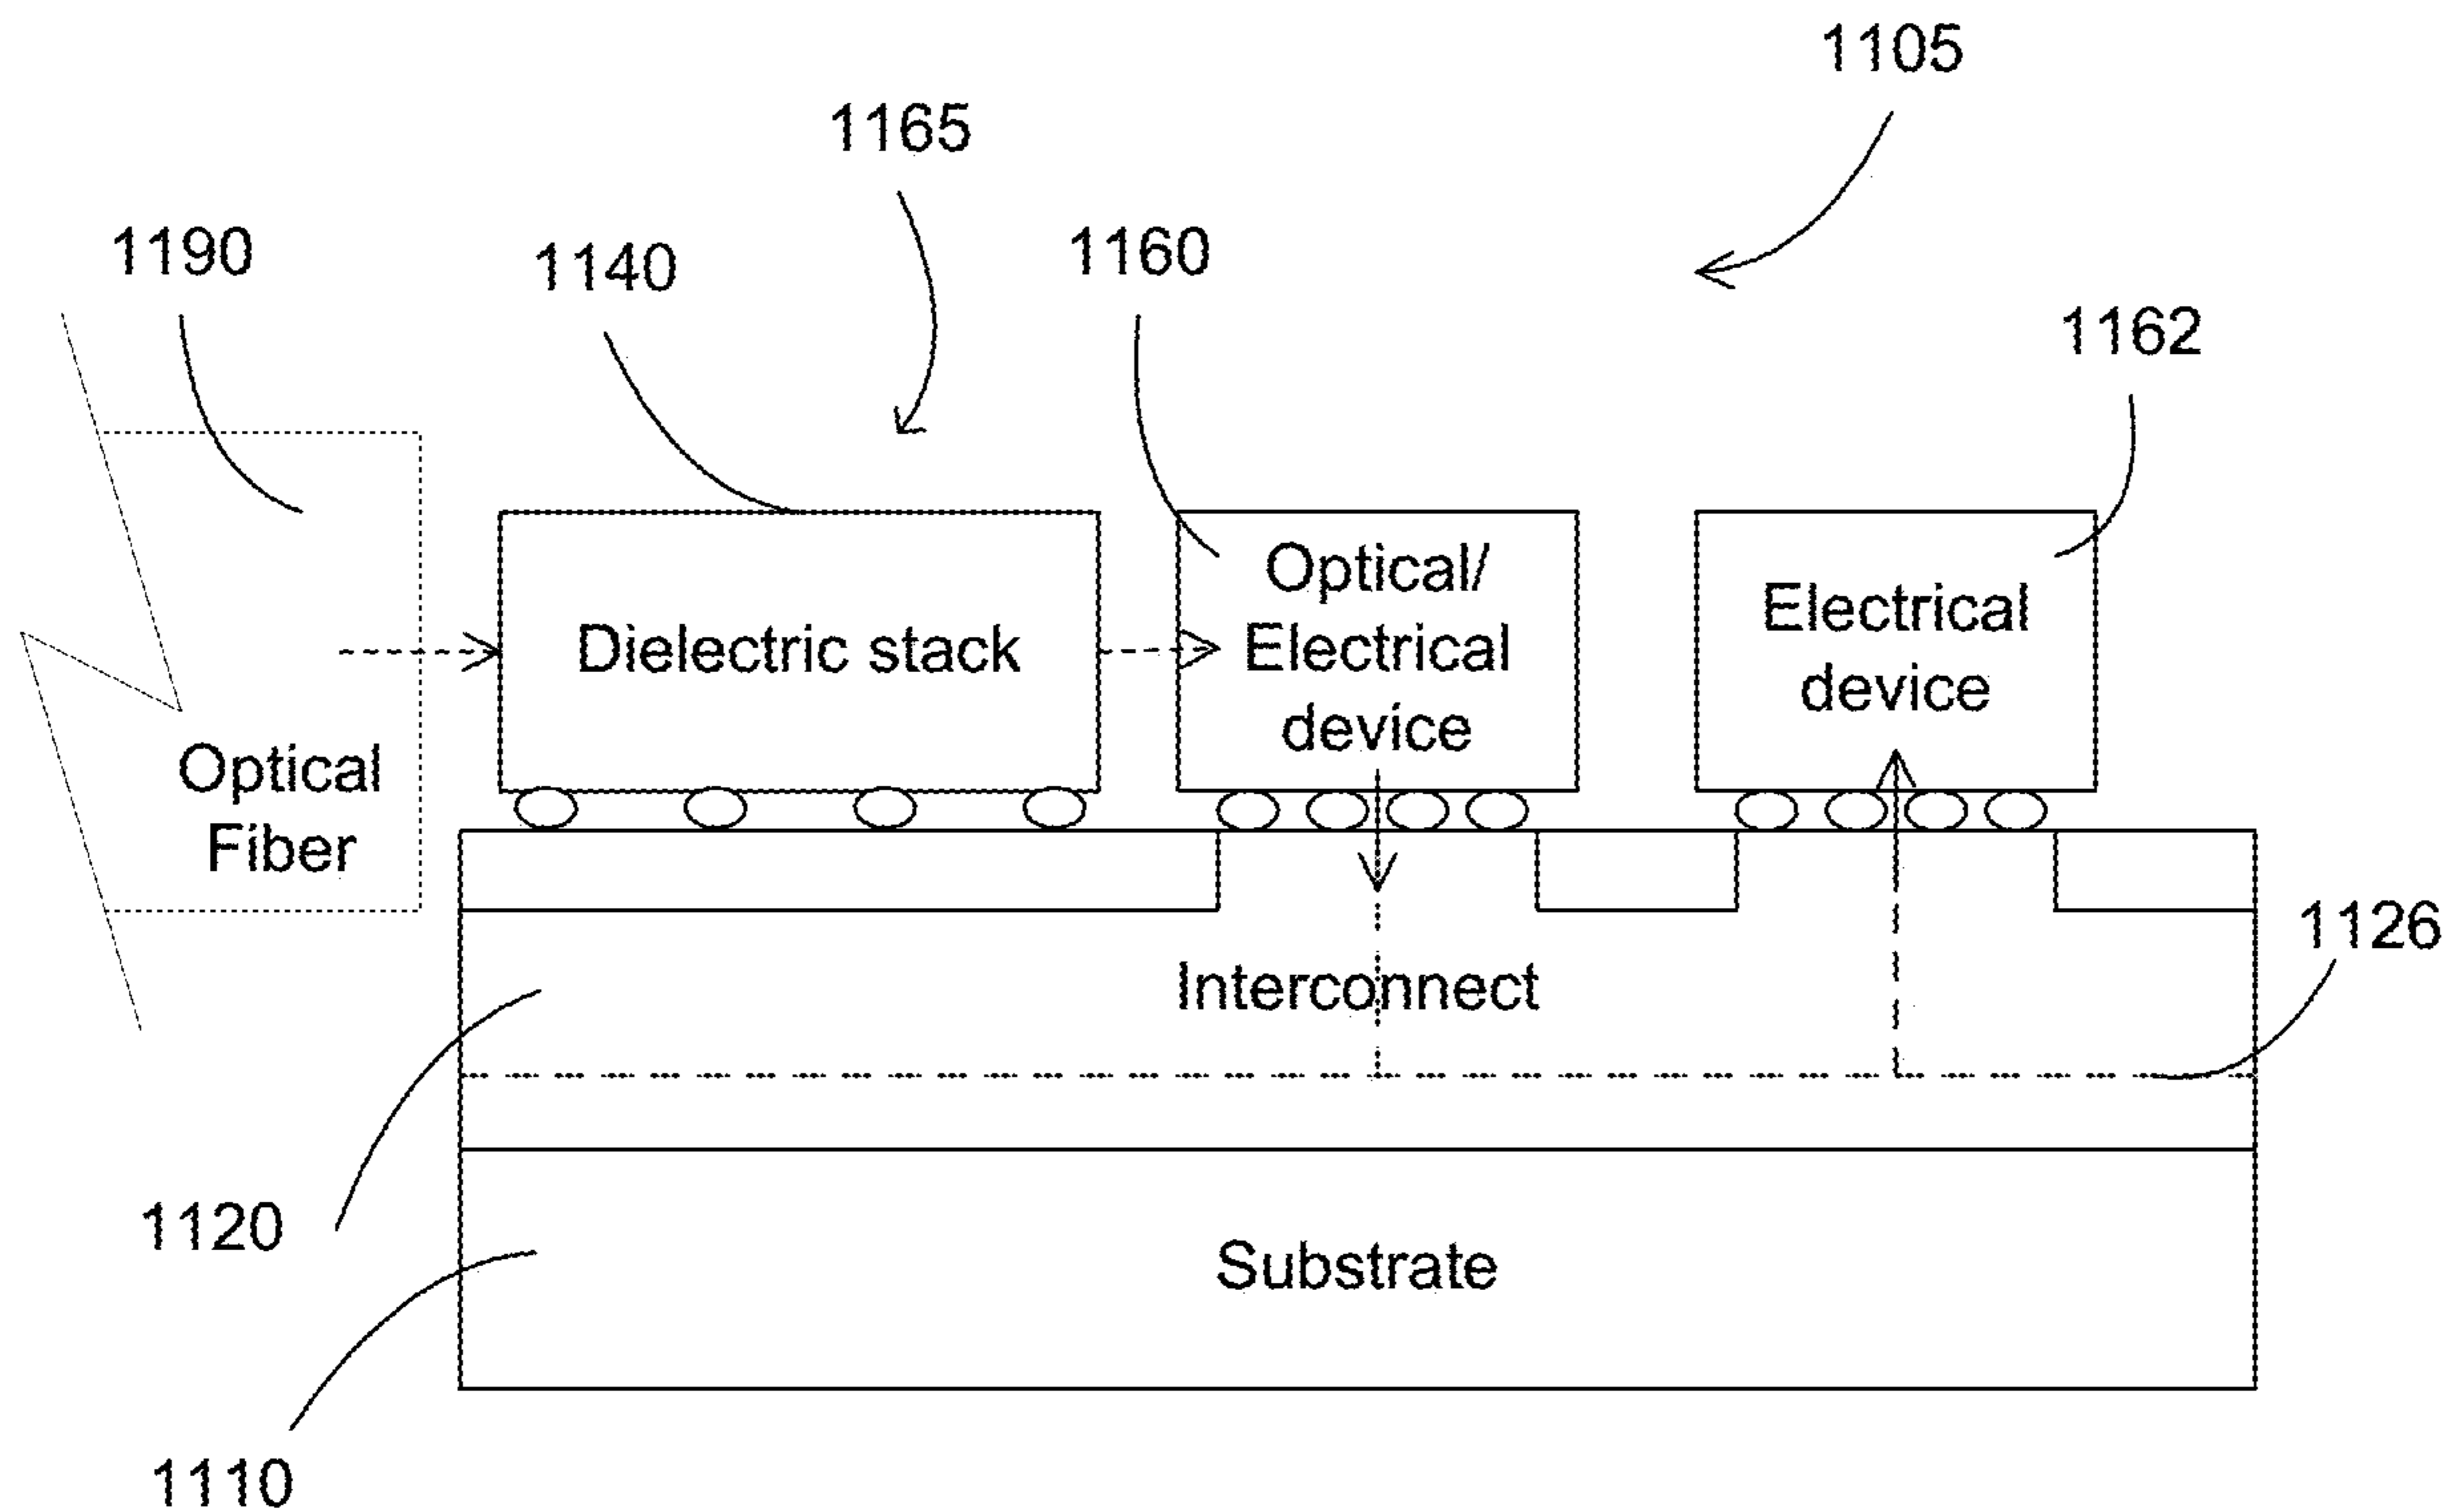 1105
1165
1190
1140
1160
1162
Optical/
Electrical
device
Electrical
device
Dielectric stack
Optical
Fiber
1126
Interconnect
1120
Substrate
1110